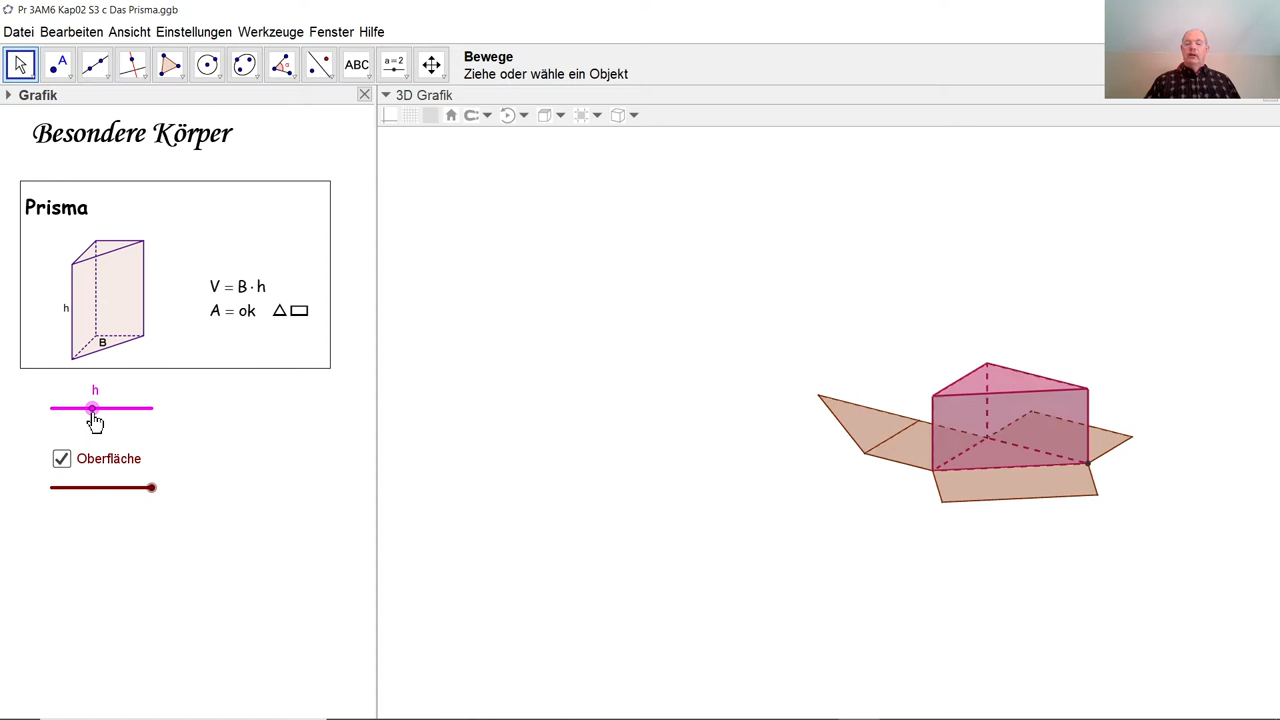 Pr 3AM6 Kap02 S3 c Das Prisma.ggb
Datei Bearbeiten Ansicht Einstellungen Werkzeuge Fenster Hilfe
A
ABC
a=2
Bewege
Ziehe oder wähle ein Objekt
Grafik
3D Grafik
Besondere Körper
Prisma
V = B · h
h
A = ok
B
h
Oberfläche